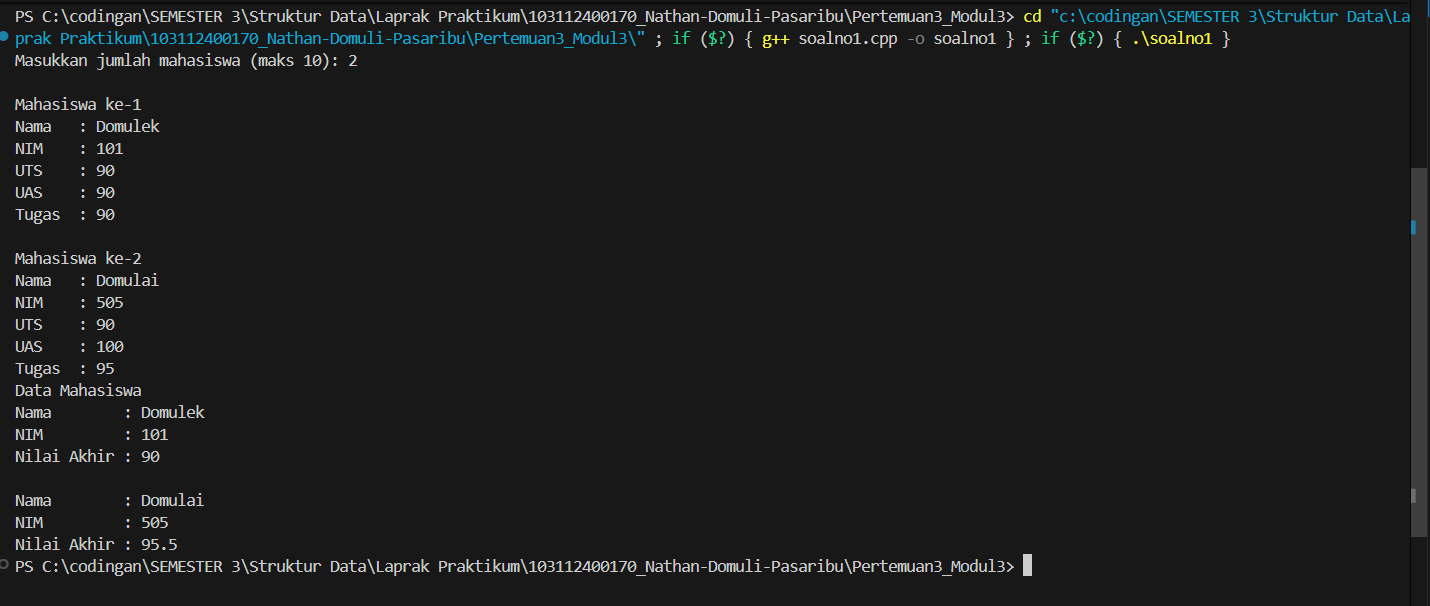 PS C:\codingan\SEMESTER 3\Struktur Data\Laprak Praktikum\103112400170_Nathan-Domuli-Pasaribu\Pertemuan3_Modul3> cd "c:\codingan\SEMESTER 3\Struktur Data\La
prak Praktikum\103112400170_Nathan-Domuli-Pasaribu\Pertemuan3_Modul3\" ; if ($?) { g++ soalno1.cpp -o soalno1 } ; if ($?) { .\soalno1 }
Masukkan jumlah mahasiswa (maks 10): 2

Mahasiswa ke-1
Nama   : Domulek
NIM    : 101
UTS    : 90
UAS    : 90
Tugas  : 90

Mahasiswa ke-2
Nama   : Domulai
NIM    : 505
UTS    : 90
UAS    : 100
Tugas  : 95
Data Mahasiswa
Nama        : Domulek
NIM         : 101
Nilai Akhir : 90

Nama        : Domulai
NIM         : 505
Nilai Akhir : 95.5
PS C:\codingan\SEMESTER 3\Struktur Data\Laprak Praktikum\103112400170_Nathan-Domuli-Pasaribu\Pertemuan3_Modul3>